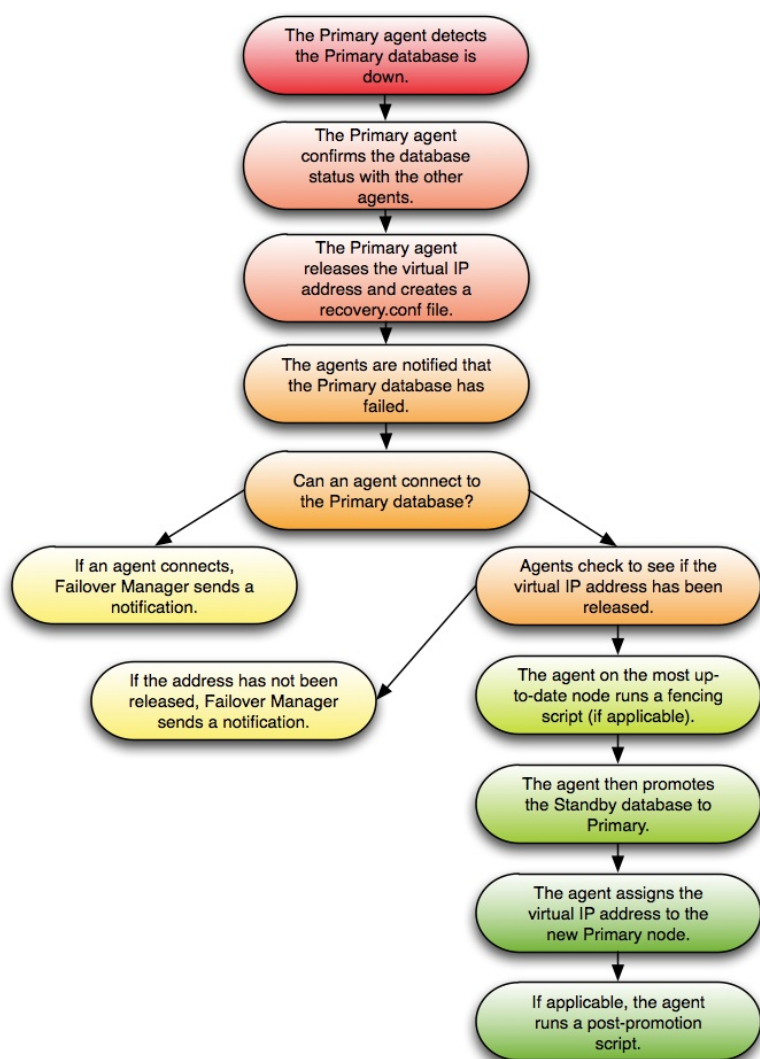 The Primary agent detects
the Primary database is
down.
The Primary agent
confirms the database
status with the other
agents.
The Primary agent
releases the virtual IP
address and creates a
recovery.conf file.
The agents are notified that
the Primary database has
failed.
Can an agent connect to
the Primary database?
If an agent connects,
Failover Manager sends a
notification.
Agents check to see if the
virtual IP address has been
released.
If the address has not been
released, Failover Manager
sends a notification.
The agent on the most up-
to-date node runs a fencing
script (if applicable).
The agent then promotes
the Standby database to
Primary.
The agent assigns the
virtual IP address to the
new Primary node.
If applicable, the agent
runs a post-promotion
script.